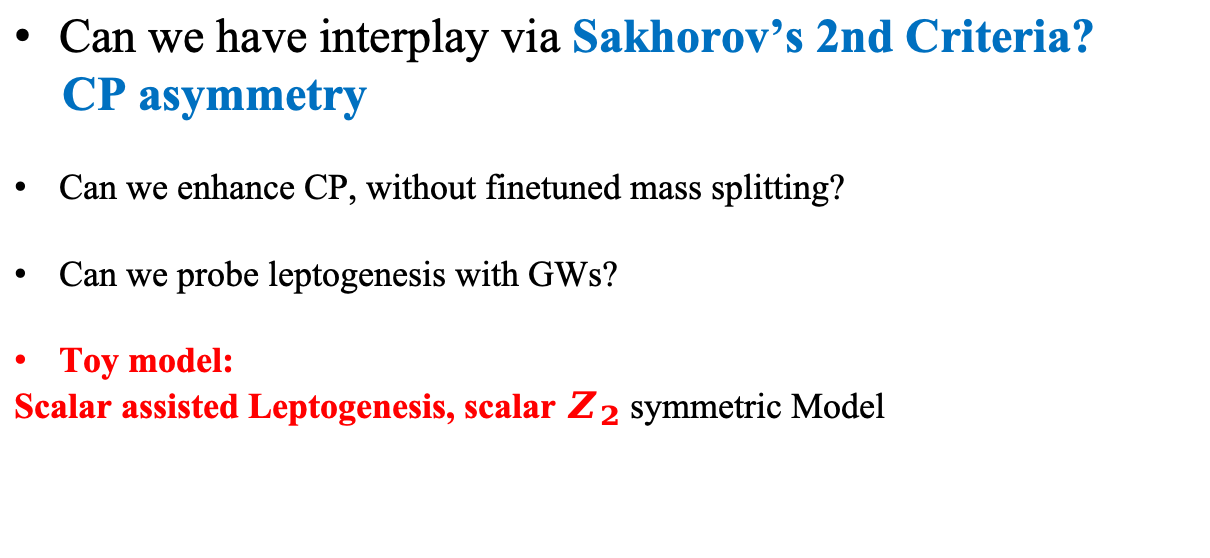 • Can we have interplay via Sakhorov’s 2nd Criteria?
CP asymmetry
• Can we enhance CP, without finetuned mass splitting?
• Can we probe leptogenesis with GWs?
• Toy model:
Scalar assisted Leptogenesis, scalar Z₂ symmetric Model